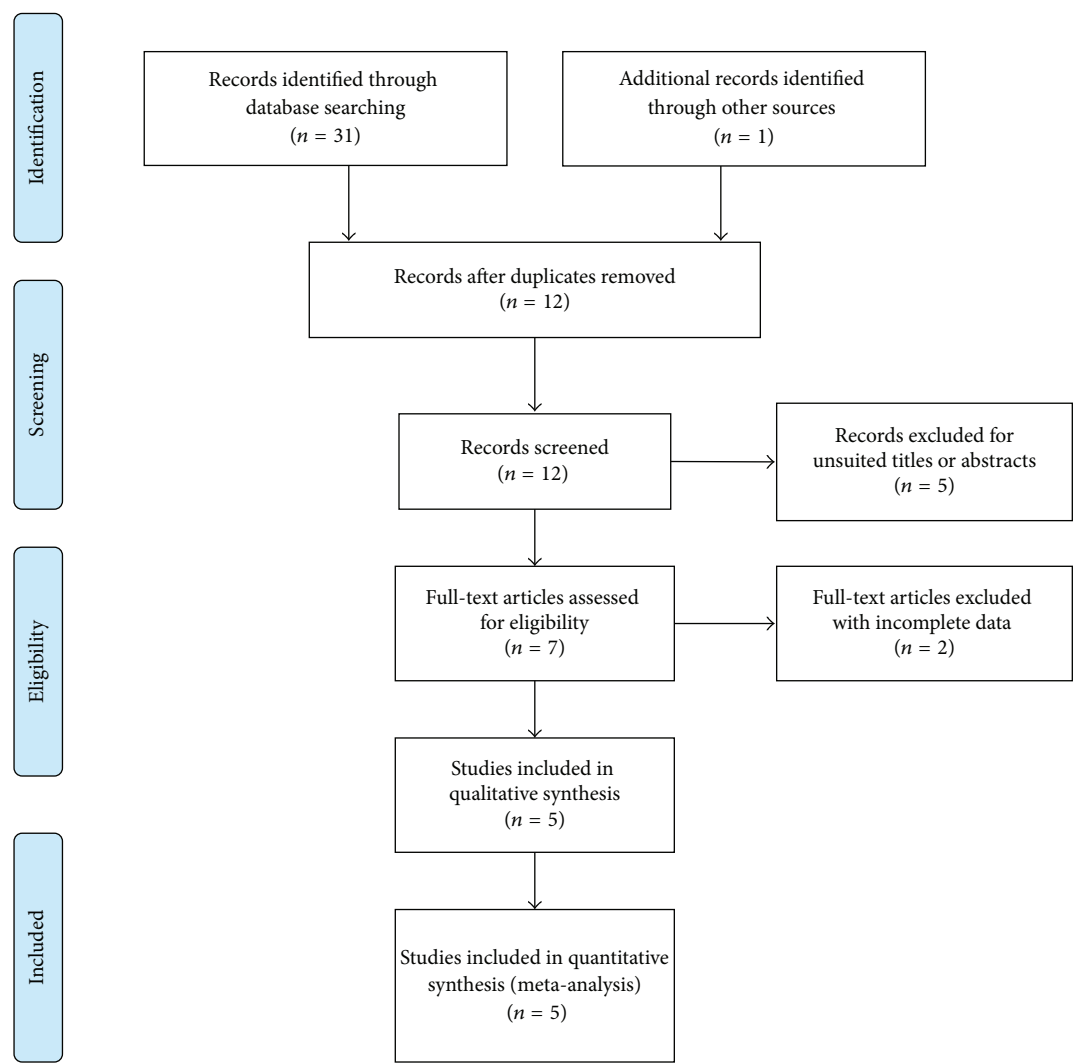 Identification
Records identified through
database searching
(n = 31)
Additional records identified
through other sources
(n = 1)
Records after duplicates removed
(n = 12)
Screening
Records screened
(n = 12)
Records excluded for
unsuited titles or abstracts
(n = 5)
Eligibility
Full-text articles assessed
for eligibility
(n = 7)
Full-text articles excluded
with incomplete data
(n = 2)
Studies included in
qualitative synthesis
(n = 5)
Included
Studies included in quantitative
synthesis (meta-analysis)
(n = 5)